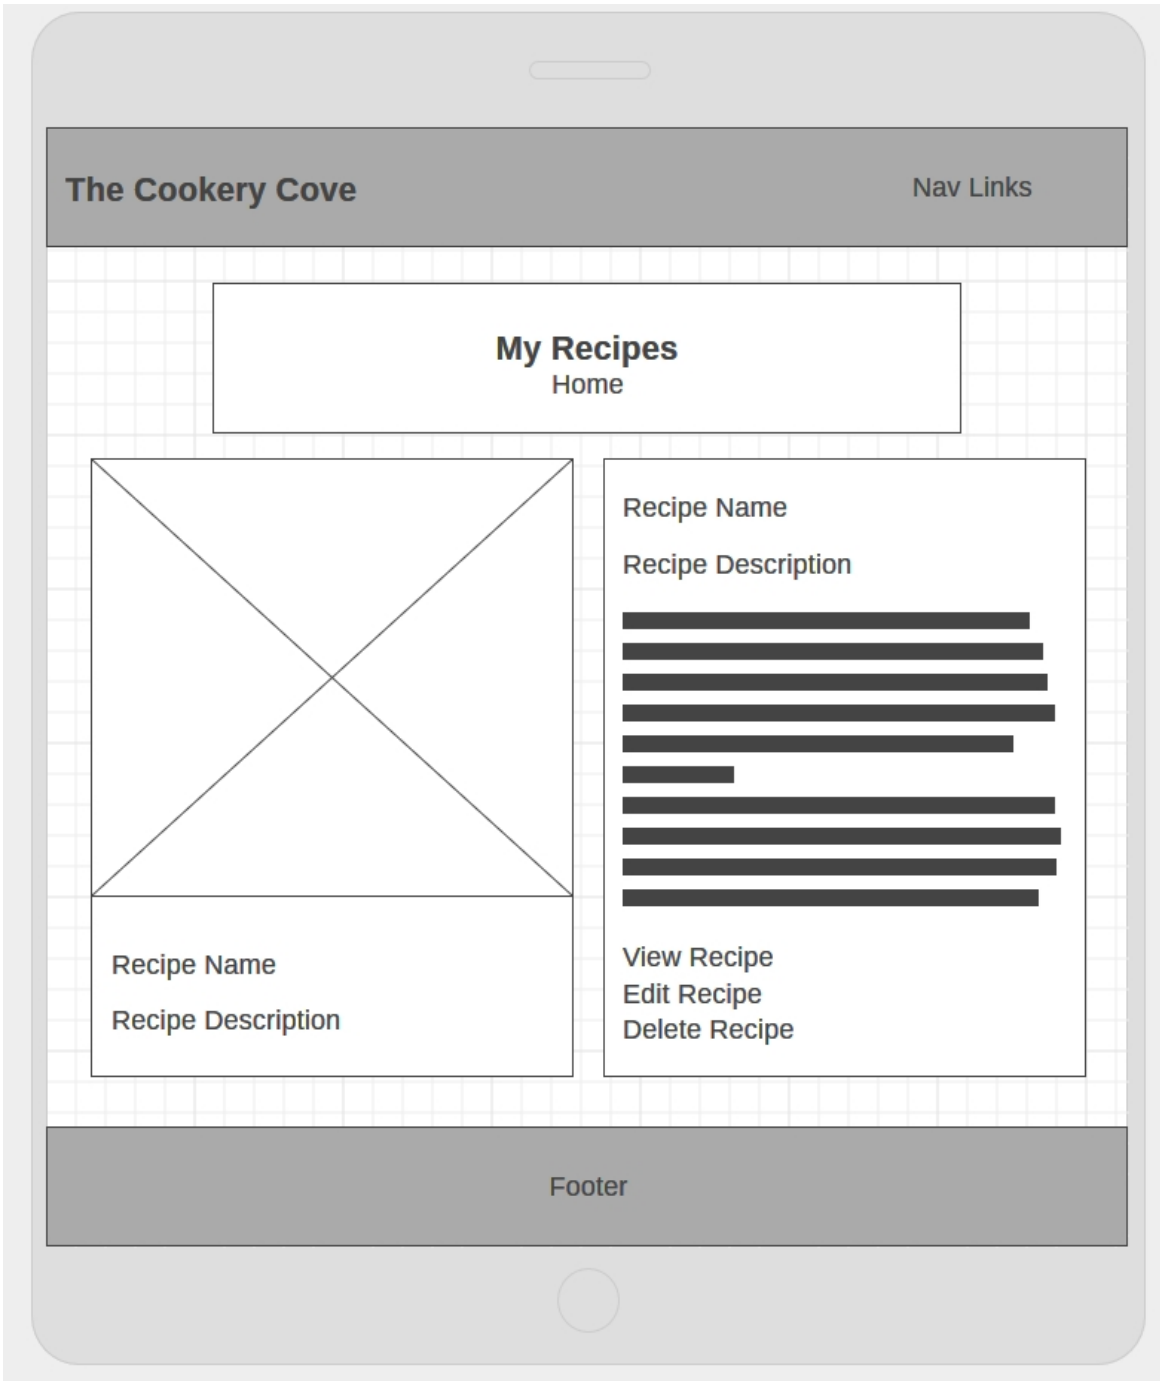 The Cookery Cove
Nav Links
My Recipes
Home
Recipe Name
Recipe Description
Recipe Name
Recipe Description
View Recipe
Edit Recipe
Delete Recipe
Footer